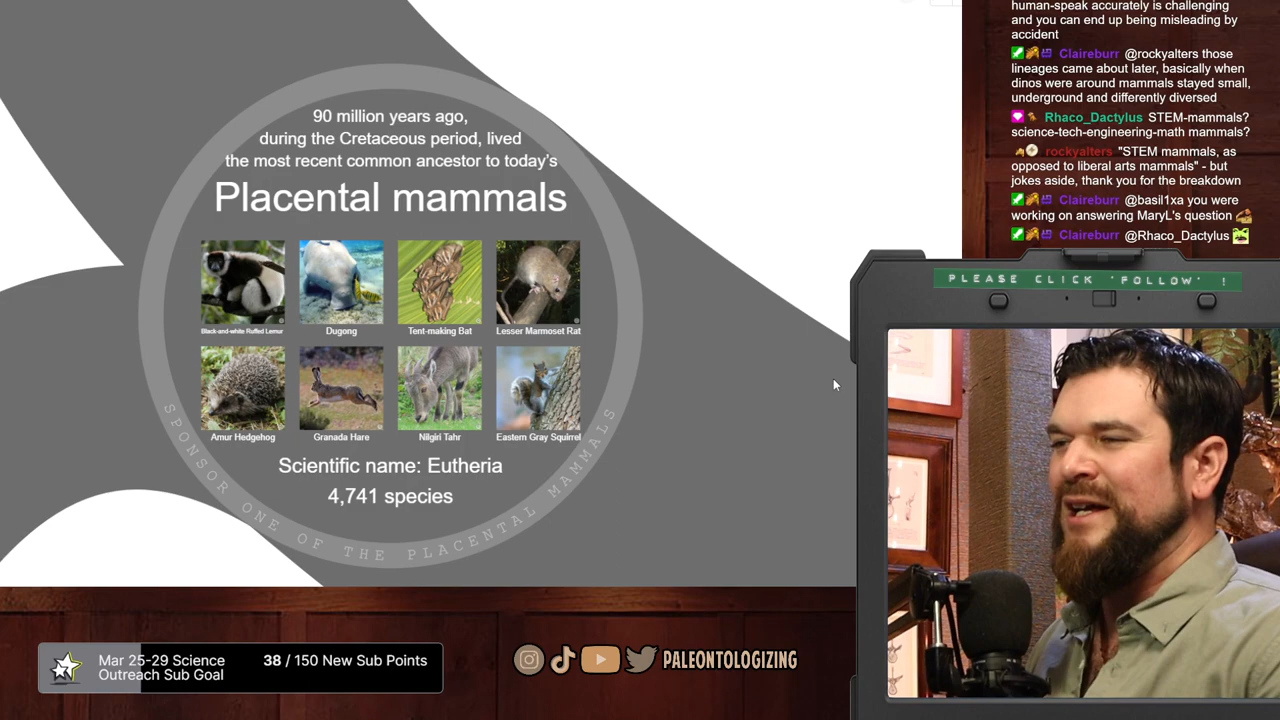 90 million years ago,
during the Cretaceous period, lived
the most recent common ancestor to today's
Placental mammals
Black-and-white Ruffed Lemur
Dugong
Tent-making Bat
Lesser Marmoset Rat
Amur Hedgehog
Granada Hare
Nilgiri Tahr
Eastern Gray Squirrel
Scientific name: Eutheria
4,741 species
SPONSOR ONE OF THE PLACENTAL MAMMALS
human-speak accurately is challenging
and you can end up being misleading by
accident
Claireburr @rockyalters those
lineages came about later, basically when
dinos were around mammals stayed small,
underground and differently diversed
Rhaco_Dactylus STEM-mammals?
science-tech-engineering-math mammals?
rockyalters "STEM mammals, as
opposed to liberal arts mammals" - but
jokes aside, thank you for the breakdown
Claireburr @basil1xa you were
working on answering MaryL's question
Claireburr @Rhaco_Dactylus
PLEASE CLICK "FOLLOW" !
Mar 25-29 Science
Outreach Sub Goal
38 / 150 New Sub Points
PALEONTOLOGIZING